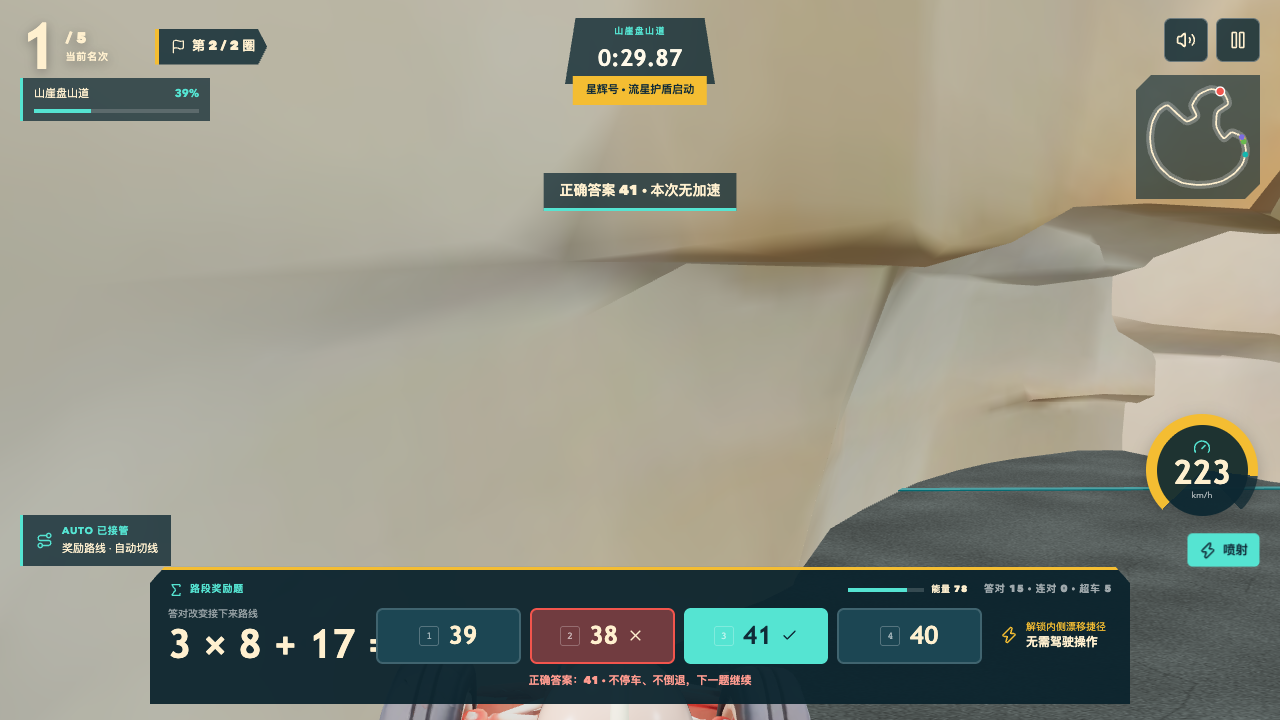 1 / 5
当前名次
第 2 / 2 圈
山崖盘山道
0:29.87
星辉号 • 流星护盾启动
山崖盘山道 39%
正确答案 41 • 本次无加速
223
km/h
AUTO 已接管
奖励路线 · 自动切线
喷射
路段奖励题
能量 78 答对 15 • 连对 0 • 超车 5
答对改变接下来路线
3 × 8 + 17 =
1 39
2 38 ×
3 41 ✓
4 40
解锁内侧漂移捷径
无需驾驶操作
正确答案：41 • 不停车、不倒退，下一题继续